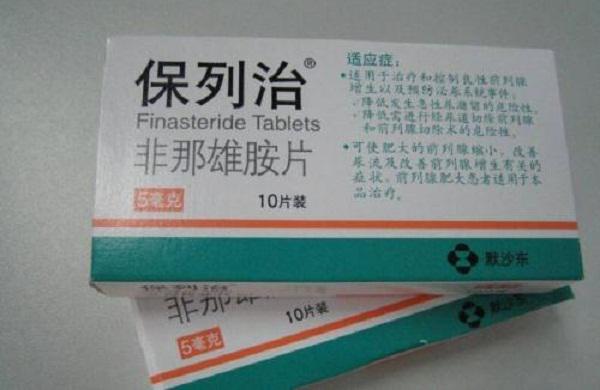 保列治®
Finasteride Tablets
非那雄胺片
5毫克 10片装
适应症：
•适用于治疗和控制良性前列腺
增生以及预防泌尿系统事件。
✓降低发生急性尿潴留的危险性。
✓降低需进行经尿道切除前列腺
和前列腺切除术的危险性。
•可使肥大的前列腺缩小，改善
尿流及改善前列腺增生有关的
症状。前列腺肥大患者适用于本
品治疗。
默沙东
非那雄胺
5毫克 10片装